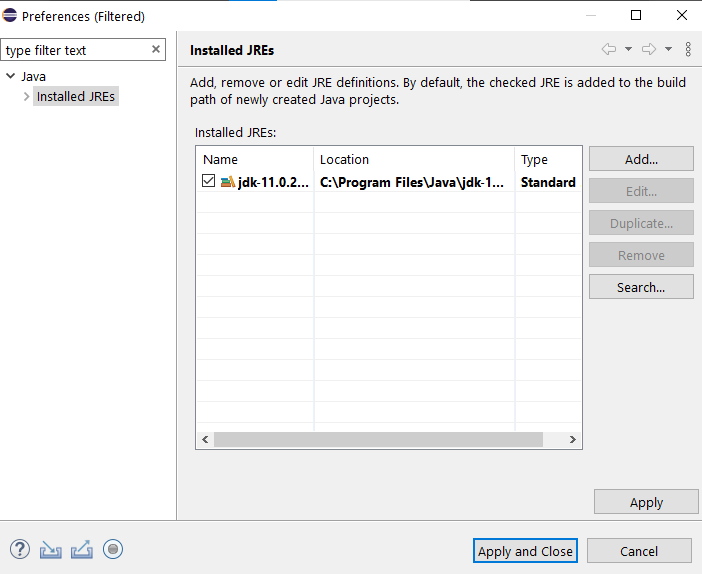 Preferences (Filtered)
type filter text
Java
Installed JREs
Installed JREs
Add, remove or edit JRE definitions. By default, the checked JRE is added to the build
path of newly created Java projects.
Installed JREs:
Name Location Type
jdk-11.0.2... C:\Program Files\Java\jdk-1... Standard
Add...
Edit...
Duplicate...
Remove
Search...
Apply
Apply and Close Cancel